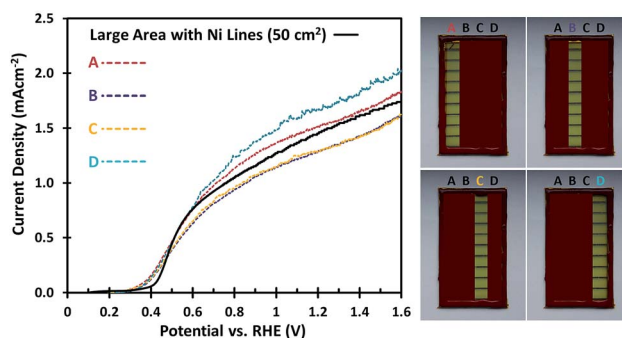 Large Area with Ni Lines (50 cm²)
A
B
C
D
Current Density (mAcm⁻²)
2.5
2.0
1.5
1.0
0.5
0.0
0 0.2 0.4 0.6 0.8 1 1.2 1.4 1.6
Potential vs. RHE (V)
A B C D
A B C D
A B C D
A B C D